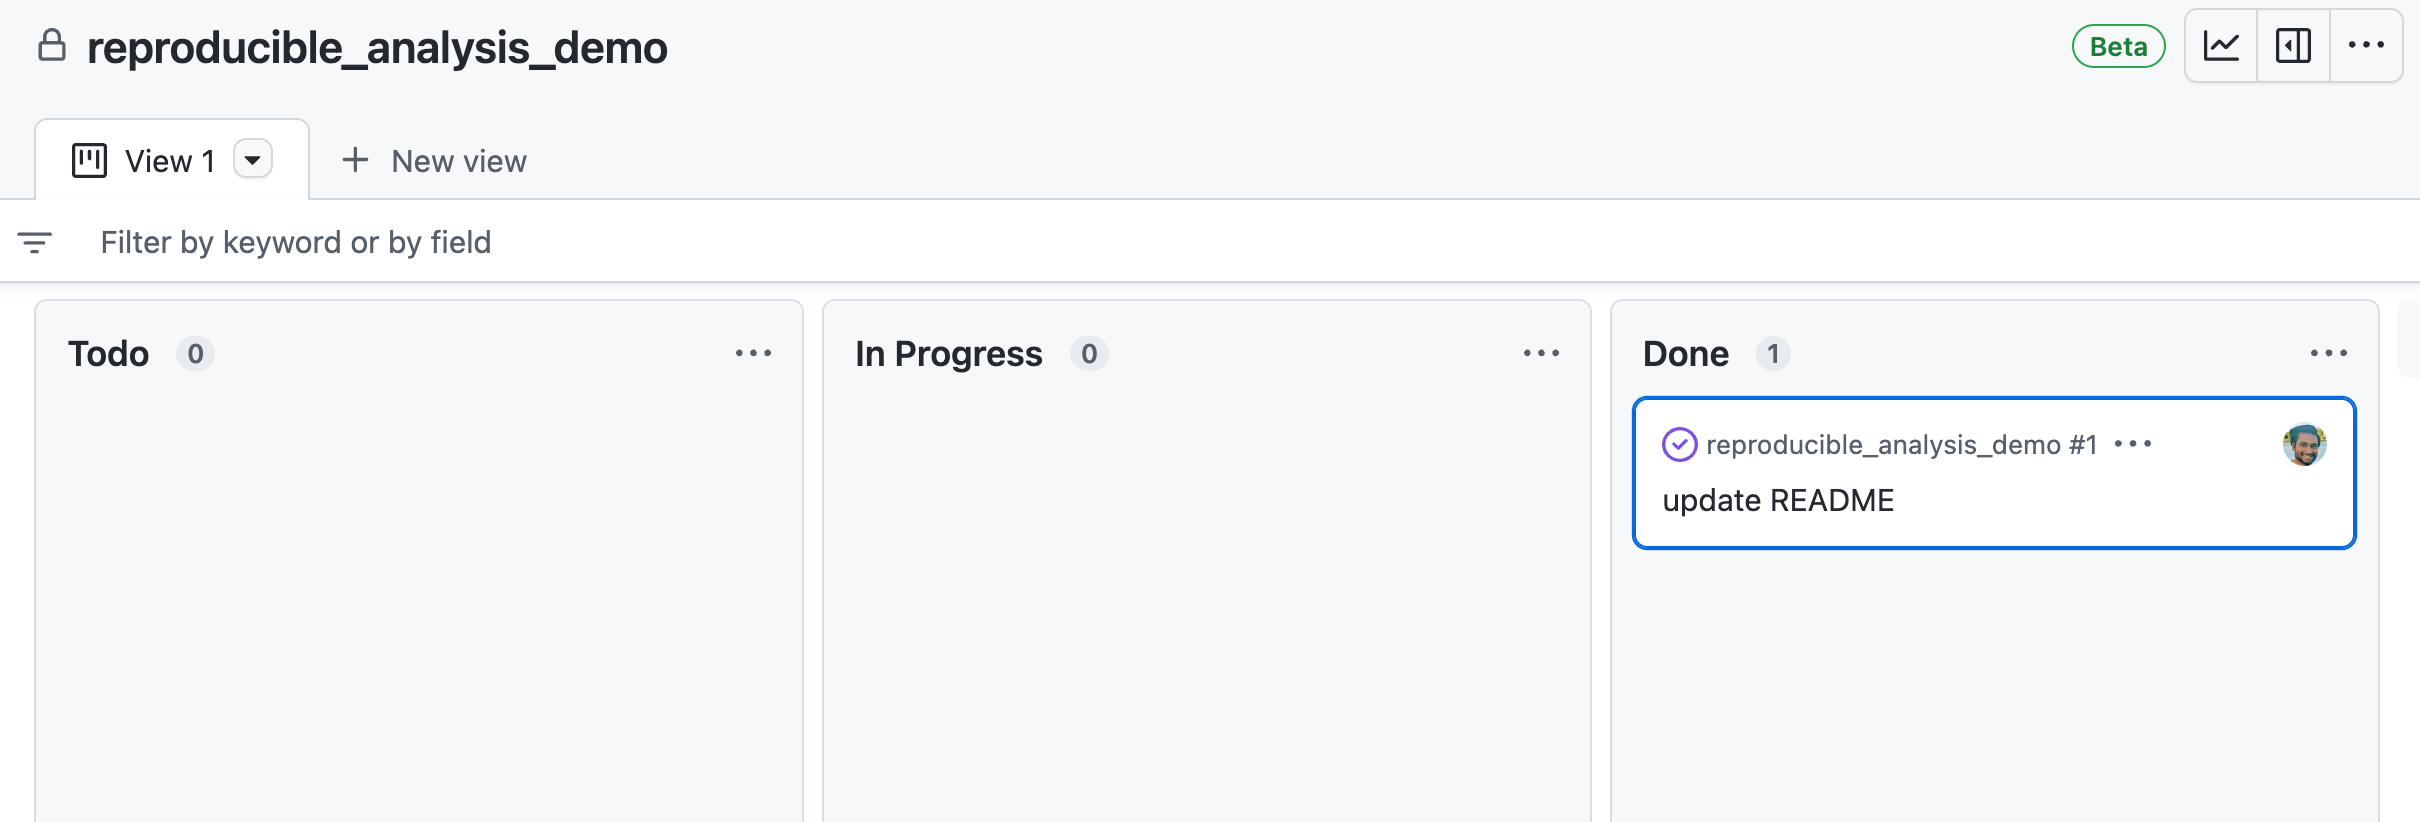 reproducible_analysis_demo
Beta
View 1
New view
Filter by keyword or by field
Todo 0
In Progress 0
Done 1
reproducible_analysis_demo #1
update README